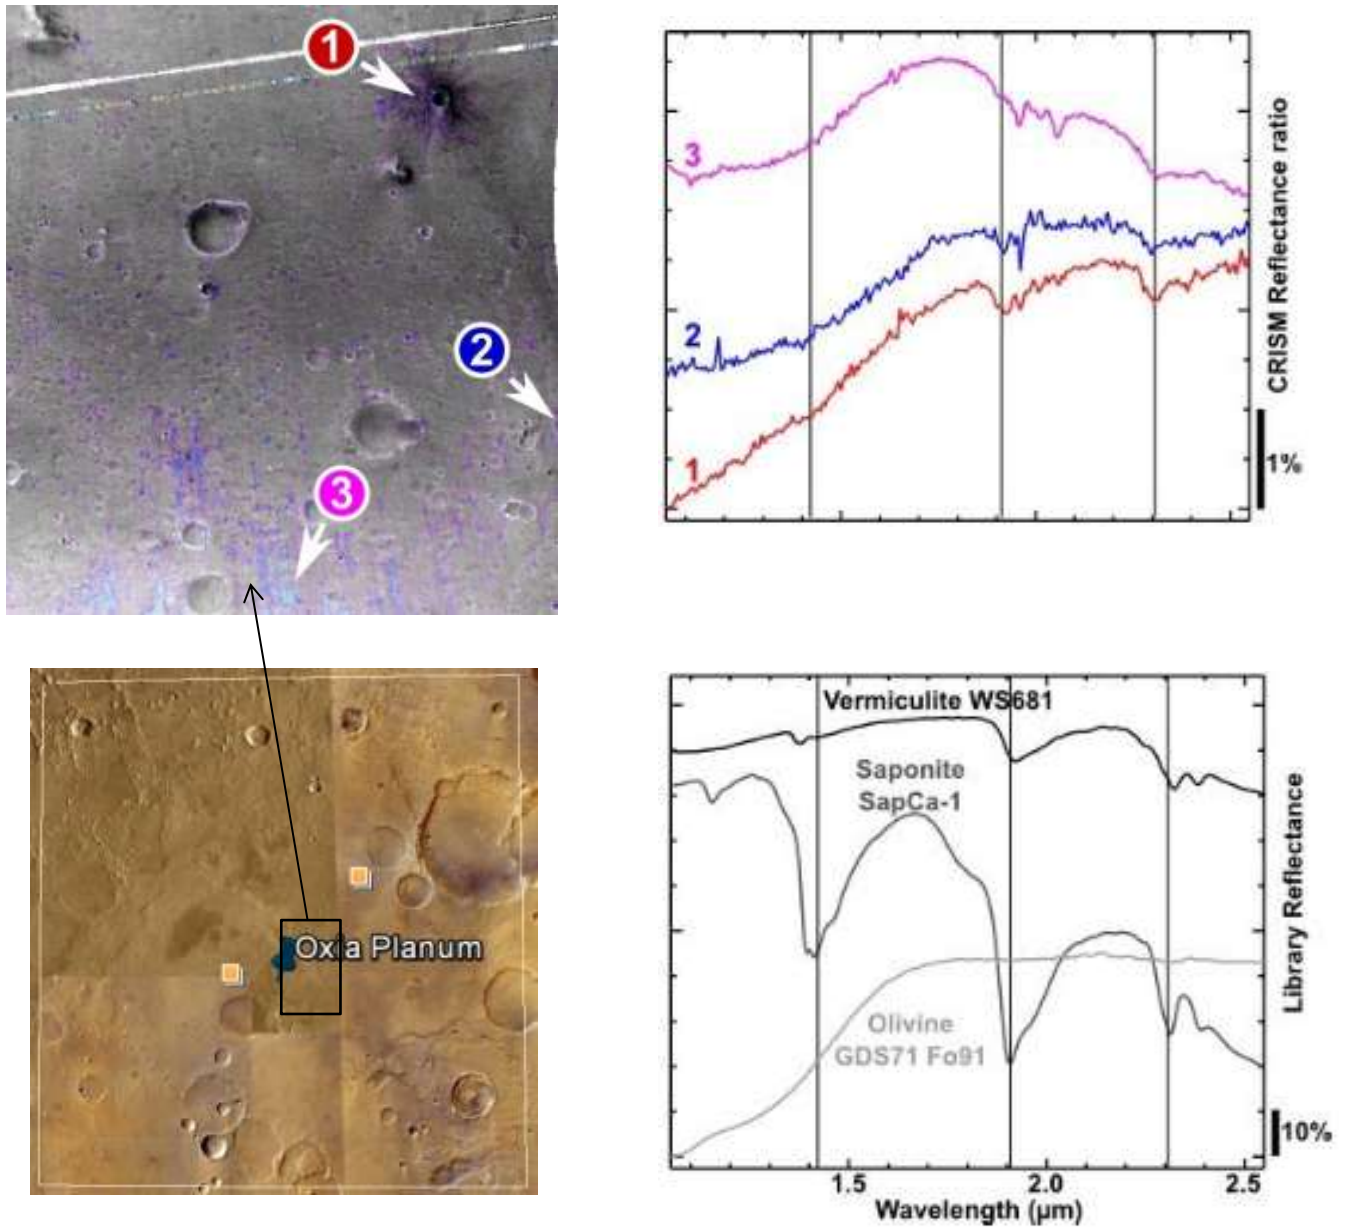 1
2
3
3
2
1
CRISM Reflectance ratio
1%
Oxia Planum
Vermiculite WS681
Saponite
SapCa-1
Olivine
GDS71 Fo91
Library Reflectance
10%
1.5
2.0
2.5
Wavelength (μm)